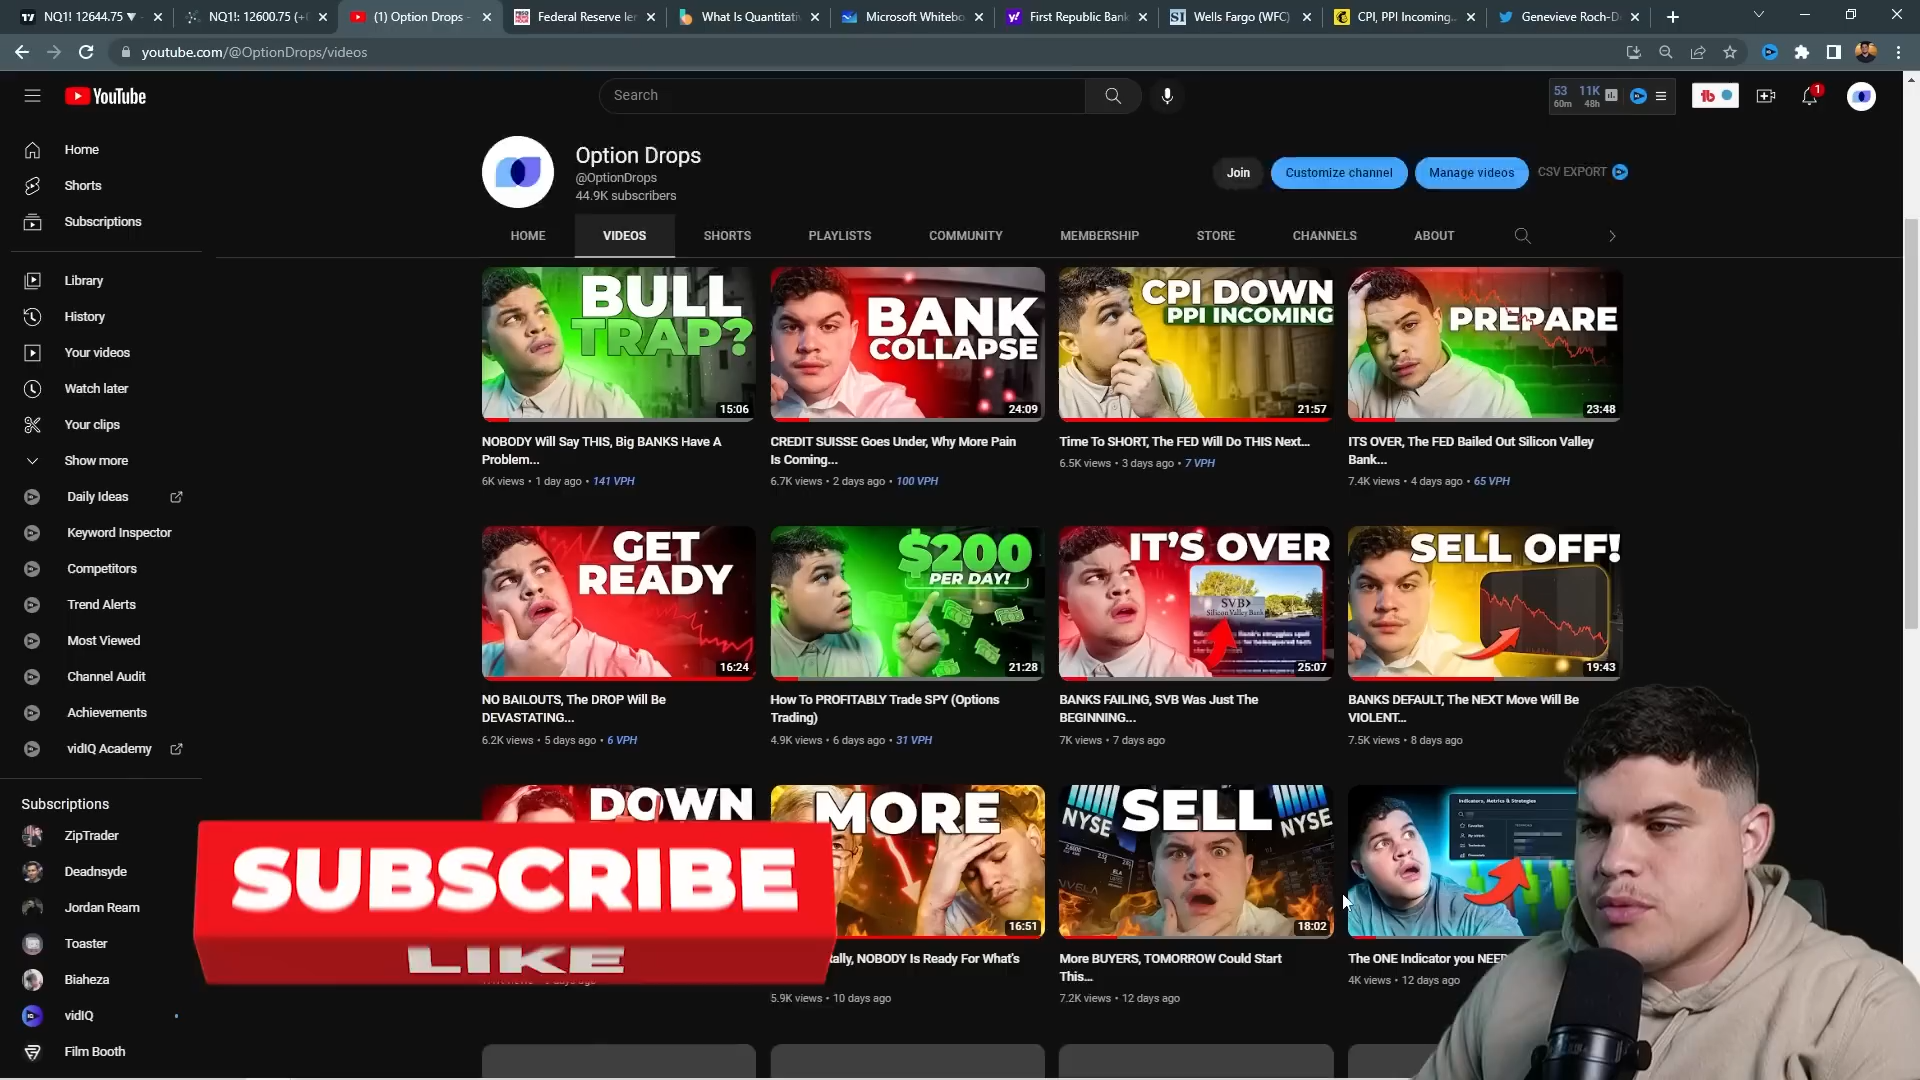 NQ1! 12644.75 ▼
NQ1!: 12600.75 (+
(1) Option Drops -
Federal Reserve le
What Is Quantitati
Microsoft Whitebo
First Republic Bank
Wells Fargo (WFC)
CPI, PPI Incoming...
Genevieve Roch-D
youtube.com/@OptionDrops/videos
YouTube
Search
53 11K
60m 48h
1
Home
Shorts
Subscriptions
Library
History
Your videos
Watch later
Your clips
Show more
Daily Ideas
Keyword Inspector
Competitors
Trend Alerts
Most Viewed
Channel Audit
Achievements
vidIQ Academy
Subscriptions
ZipTrader
Deadnsyde
Jordan Ream
Toaster
Biaheza
vidIQ
Film Booth
Option Drops
@OptionDrops
44.9K subscribers
Join
Customize channel
Manage videos
CSV EXPORT
HOME
VIDEOS
SHORTS
PLAYLISTS
COMMUNITY
MEMBERSHIP
STORE
CHANNELS
ABOUT
BULL
TRAP?
15:06
NOBODY Will Say THIS, Big BANKS Have A
Problem...
6K views • 1 day ago • 141 VPH
BANK
COLLAPSE
24:09
CREDIT SUISSE Goes Under, Why More Pain
Is Coming...
6.7K views • 2 days ago • 100 VPH
CPI DOWN
PPI INCOMING
21:57
Time To SHORT, The FED Will Do THIS Next...
6.5K views • 3 days ago • 7 VPH
PREPARE
23:48
ITS OVER, The FED Bailed Out Silicon Valley
Bank...
7.4K views • 4 days ago • 65 VPH
GET
READY
16:24
NO BAILOUTS, The DROP Will Be
DEVASTATING...
6.2K views • 5 days ago • 6 VPH
$200
PER DAY!
21:28
How To PROFITABLY Trade SPY (Options
Trading)
4.9K views • 6 days ago • 31 VPH
IT'S OVER
SVB>
Silicon Valley Bank
25:07
BANKS FAILING, SVB Was Just The
BEGINNING...
7K views • 7 days ago
SELL OFF!
19:43
BANKS DEFAULT, The NEXT Move Will Be
VIOLENT...
7.5K views • 8 days ago
DOWN
SUBSCRIBE
LIKE
MORE
16:51
tally, NOBODY Is Ready For What's
5.9K views • 10 days ago
NYSE SELL NYSE
18:02
More BUYERS, TOMORROW Could Start
This...
7.2K views • 12 days ago
Indicators, Metrics & Strategies
The ONE Indicator you NEE
4K views • 12 days ago